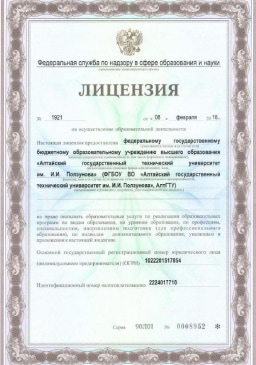 Федеральная служба по надзору в сфере образования и науки
ЛИЦЕНЗИЯ
№ 1921 от « 08 » февраля 20 16 г.
на осуществление образовательной деятельности
Настоящая лицензия предоставлена федеральному государственному
бюджетному образовательному учреждению высшего образования
«Алтайский государственный технический университет
им. И.И. Ползунова» (ФГБОУ ВО «Алтайский государственный
технический университет им. И.И. Ползунова», АлтГТУ)
на право оказывать образовательные услуги по реализации образовательных
программ по видам образования, по уровням образования, по профессиям,
специальностям, направлениям подготовки (для профессионального
образования), по подвидам дополнительного образования, указанным в
приложении к настоящей лицензии.
Основной государственный регистрационный номер юридического лица
(индивидуального предпринимателя) (ОГРН) 1022201517854
Идентификационный номер налогоплательщика 2224017710
Серия 90Л01 № 0008952 *